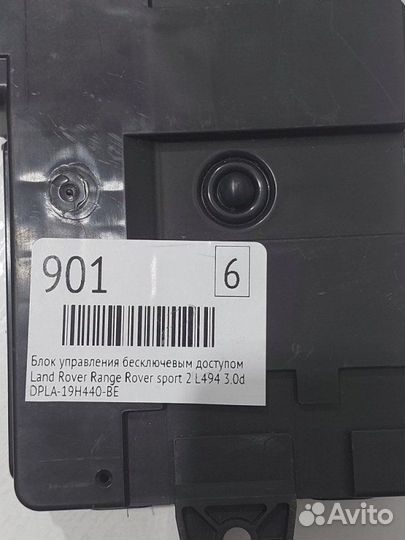 901
6
Блок управления бесключевым доступом
Land Rover Range Rover sport 2 L494 3.0d
DPLA-19H440-BE
Avito